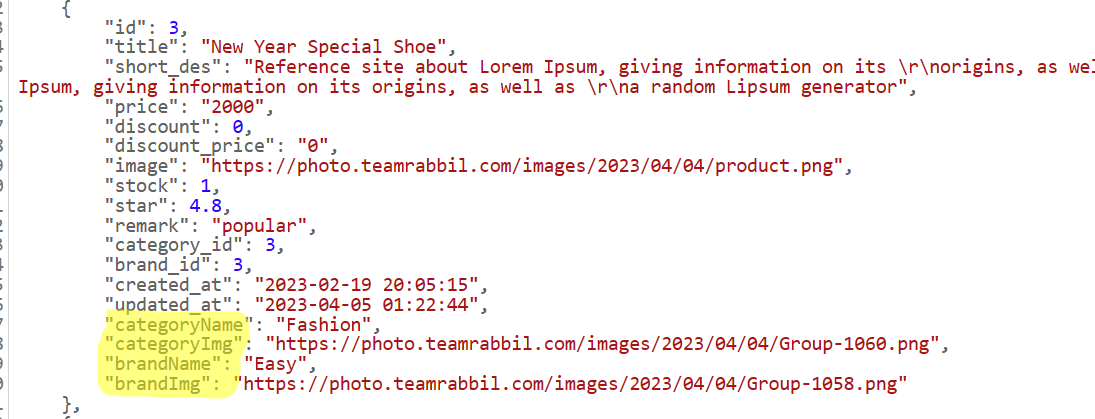 {
"id": 3,
"title": "New Year Special Shoe",
"short_des": "Reference site about Lorem Ipsum, giving information on its \r\norigins, as
Ipsum, giving information on its origins, as well as \r\na random Lipsum generator",
"price": "2000",
"discount": 0,
"discount_price": "0",
"image": "https://photo.teamrabbil.com/images/2023/04/04/product.png",
"stock": 1,
"star": 4.8,
"remark": "popular",
"category_id": 3,
"brand_id": 3,
"created_at": "2023-02-19 20:05:15",
"updated_at": "2023-04-05 01:22:44",
"categoryName": "Fashion",
"categoryImg": "https://photo.teamrabbil.com/images/2023/04/04/Group-1060.png",
"brandName": "Easy",
"brandImg": "https://photo.teamrabbil.com/images/2023/04/04/Group-1058.png"
},